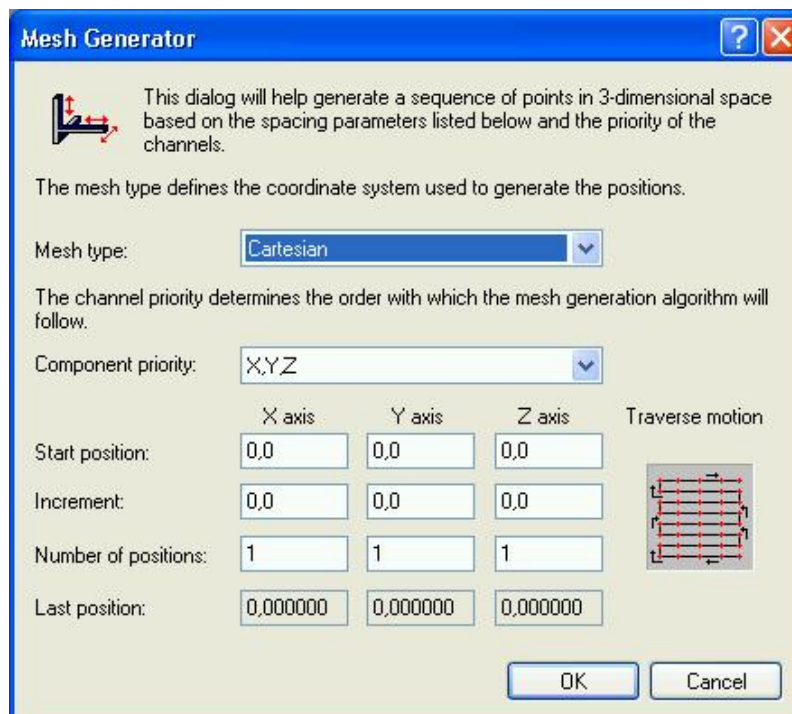 Mesh Generator
This dialog will help generate a sequence of points in 3-dimensional space
based on the spacing parameters listed below and the priority of the
channels.
The mesh type defines the coordinate system used to generate the positions.
Mesh type: Cartesian
The channel priority determines the order with which the mesh generation algorithm will
follow.
Component priority: X,Y,Z
X axis Y axis Z axis Traverse motion
Start position: 0,0 0,0 0,0
Increment: 0,0 0,0 0,0
Number of positions: 1 1 1
Last position: 0,000000 0,000000 0,000000
OK Cancel